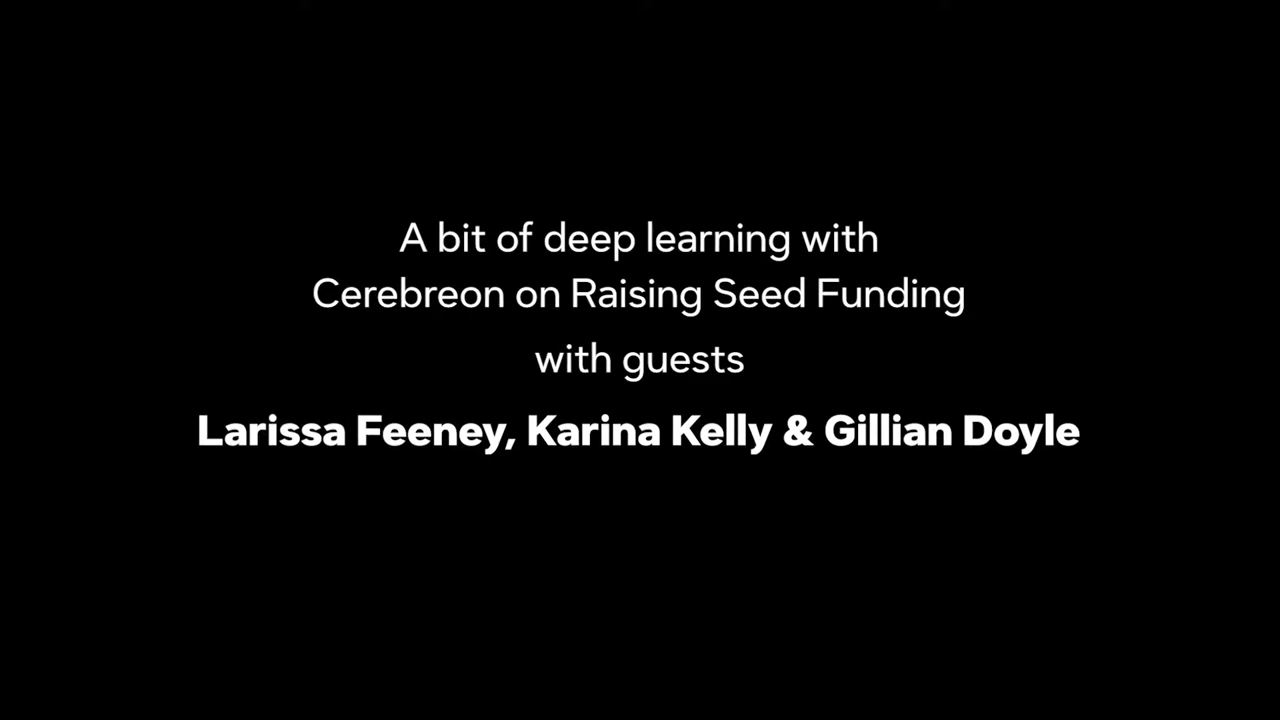 A bit of deep learning with
Cerebreon on Raising Seed Funding
with guests
Larissa Feeney, Karina Kelly & Gillian Doyle